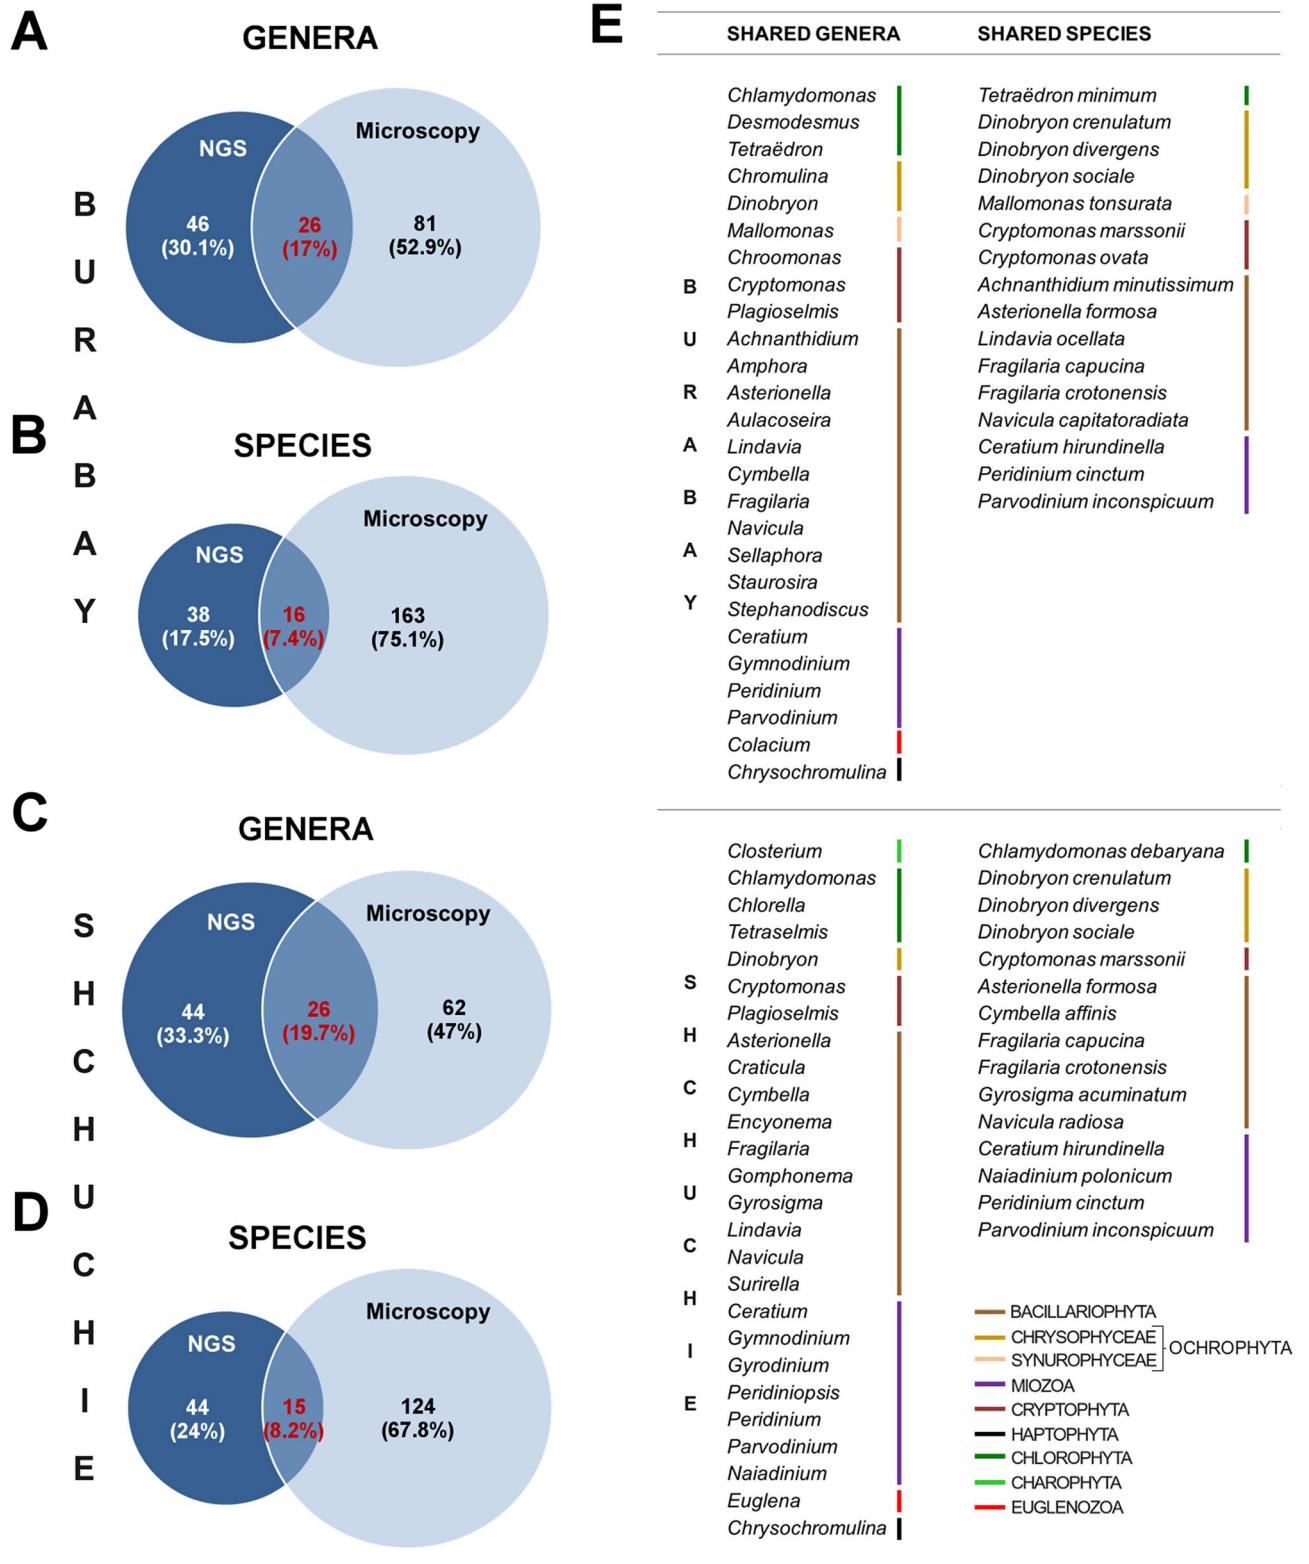 A
GENERA
NGS
Microscopy
46
(30.1%)
26
(17%)
81
(52.9%)
B
U
R
A
B
A
Y
B
SPECIES
NGS
Microscopy
38
(17.5%)
16
(7.4%)
163
(75.1%)
C
GENERA
NGS
Microscopy
44
(33.3%)
26
(19.7%)
62
(47%)
S
H
C
H
U
C
H
I
E
D
SPECIES
NGS
Microscopy
44
(24%)
15
(8.2%)
124
(67.8%)
E
SHARED GENERA
SHARED SPECIES
B
U
R
A
B
A
Y
Chlamydomonas
Desmodesmus
Tetraëdron
Chromulina
Dinobryon
Mallomonas
Chroomonas
Cryptomonas
Plagioselmis
Achnanthidium
Amphora
Asterionella
Aulacoseira
Lindavia
Cymbella
Fragilaria
Navicula
Sellaphora
Staurosira
Stephanodiscus
Ceratium
Gymnodinium
Peridinium
Parvodinium
Colacium
Chrysochromulina
Tetraëdron minimum
Dinobryon crenulatum
Dinobryon divergens
Dinobryon sociale
Mallomonas tonsurata
Cryptomonas marssonii
Cryptomonas ovata
Achnanthidium minutissimum
Asterionella formosa
Lindavia ocellata
Fragilaria capucina
Fragilaria crotonensis
Navicula capitatoradiata
Ceratium hirundinella
Peridinium cinctum
Parvodinium inconspicuum
S
H
C
H
U
C
H
I
E
Closterium
Chlamydomonas
Chlorella
Tetraselmis
Dinobryon
Cryptomonas
Plagioselmis
Asterionella
Craticula
Cymbella
Encyonema
Fragilaria
Gomphonema
Gyrosigma
Lindavia
Navicula
Surirella
Ceratium
Gymnodinium
Gyrodinium
Peridiniopsis
Peridinium
Parvodinium
Naiadinium
Euglena
Chrysochromulina
Chlamydomonas debaryana
Dinobryon crenulatum
Dinobryon divergens
Dinobryon sociale
Cryptomonas marssonii
Asterionella formosa
Cymbella affinis
Fragilaria capucina
Fragilaria crotonensis
Gyrosigma acuminatum
Navicula radiosa
Ceratium hirundinella
Naiadinium polonicum
Peridinium cinctum
Parvodinium inconspicuum
BACILLARIOPHYTA
CHRYSOPHYCEAE
SYNUROPHYCEAE
OCHROPHYTA
MIOZOA
CRYPTOPHYTA
HAPTOPHYTA
CHLOROPHYTA
CHAROPHYTA
EUGLENOZOA